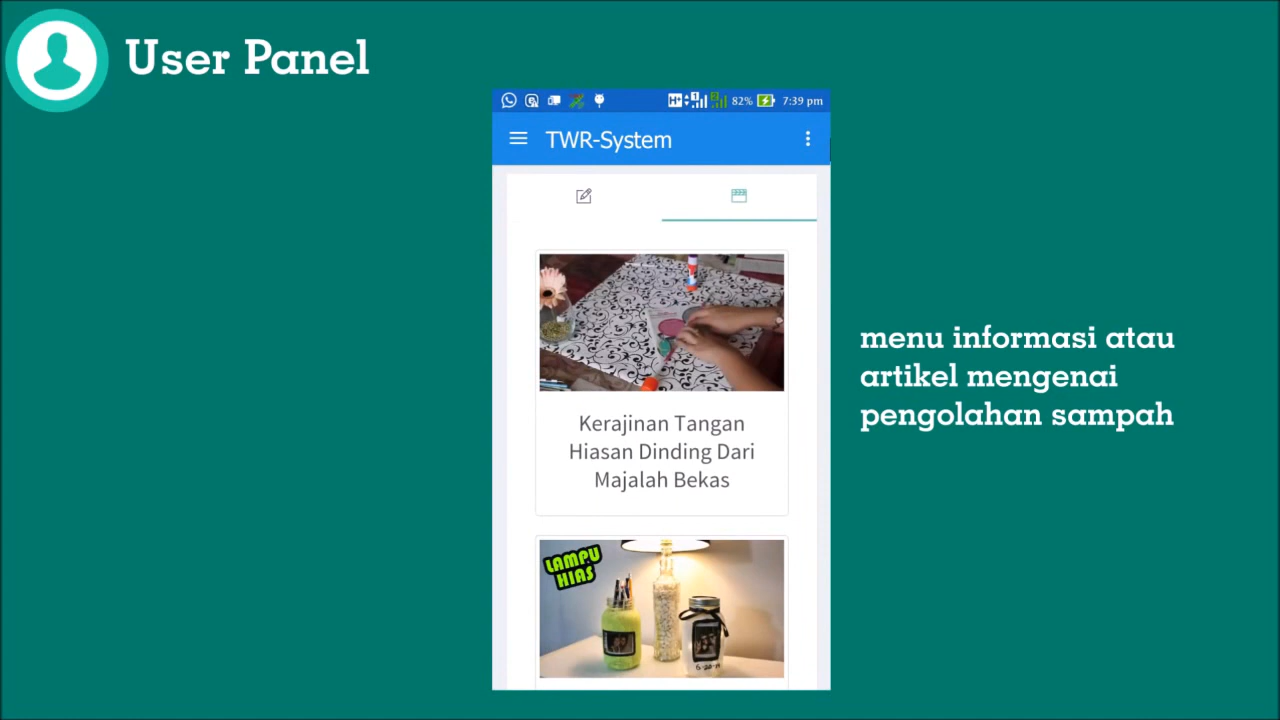 User Panel
82% 7:39 pm
TWR-System
Kerajinan Tangan
Hiasan Dinding Dari
Majalah Bekas
LAMPU
HIAS
menu informasi atau
artikel mengenai
pengolahan sampah